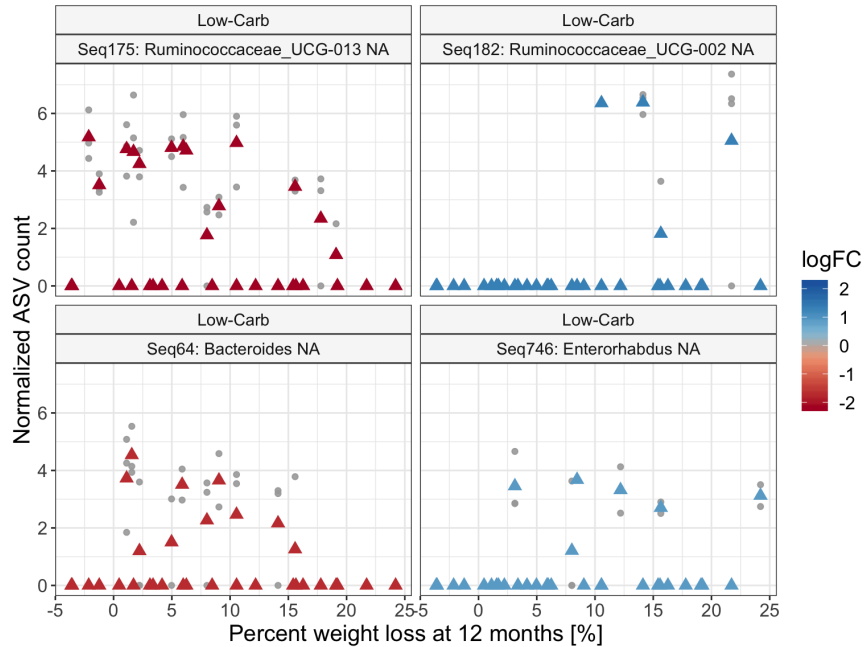 Low-Carb
Low-Carb
Seq175: Ruminococcaceae_UCG-013 NA
Seq182: Ruminococcaceae_UCG-002 NA
6
4
2
0
Low-Carb
Low-Carb
Seq64: Bacteroides NA
Seq746: Enterorhabdus NA
6
4
2
0
-5
0
5
10
15
20
25
-5
0
5
10
15
20
25
Normalized ASV count
Percent weight loss at 12 months [%]
logFC
2
1
0
-1
-2